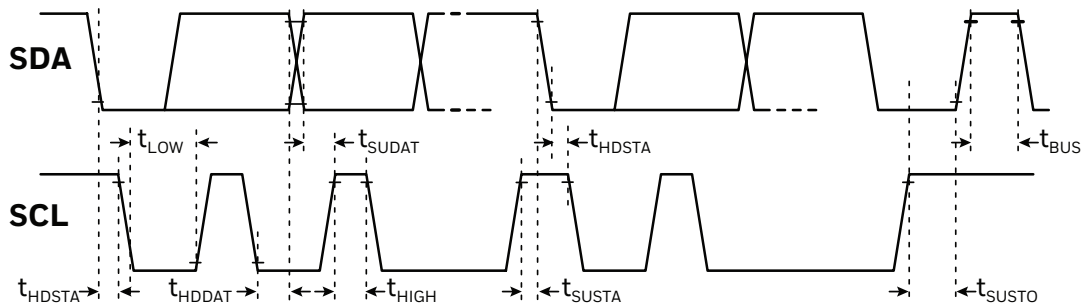 SDA
tLOW tSUDAT tHDSTA tBUS
SCL
tHDSTA tHDDAT tHIGH tSUSTA tSUSTO